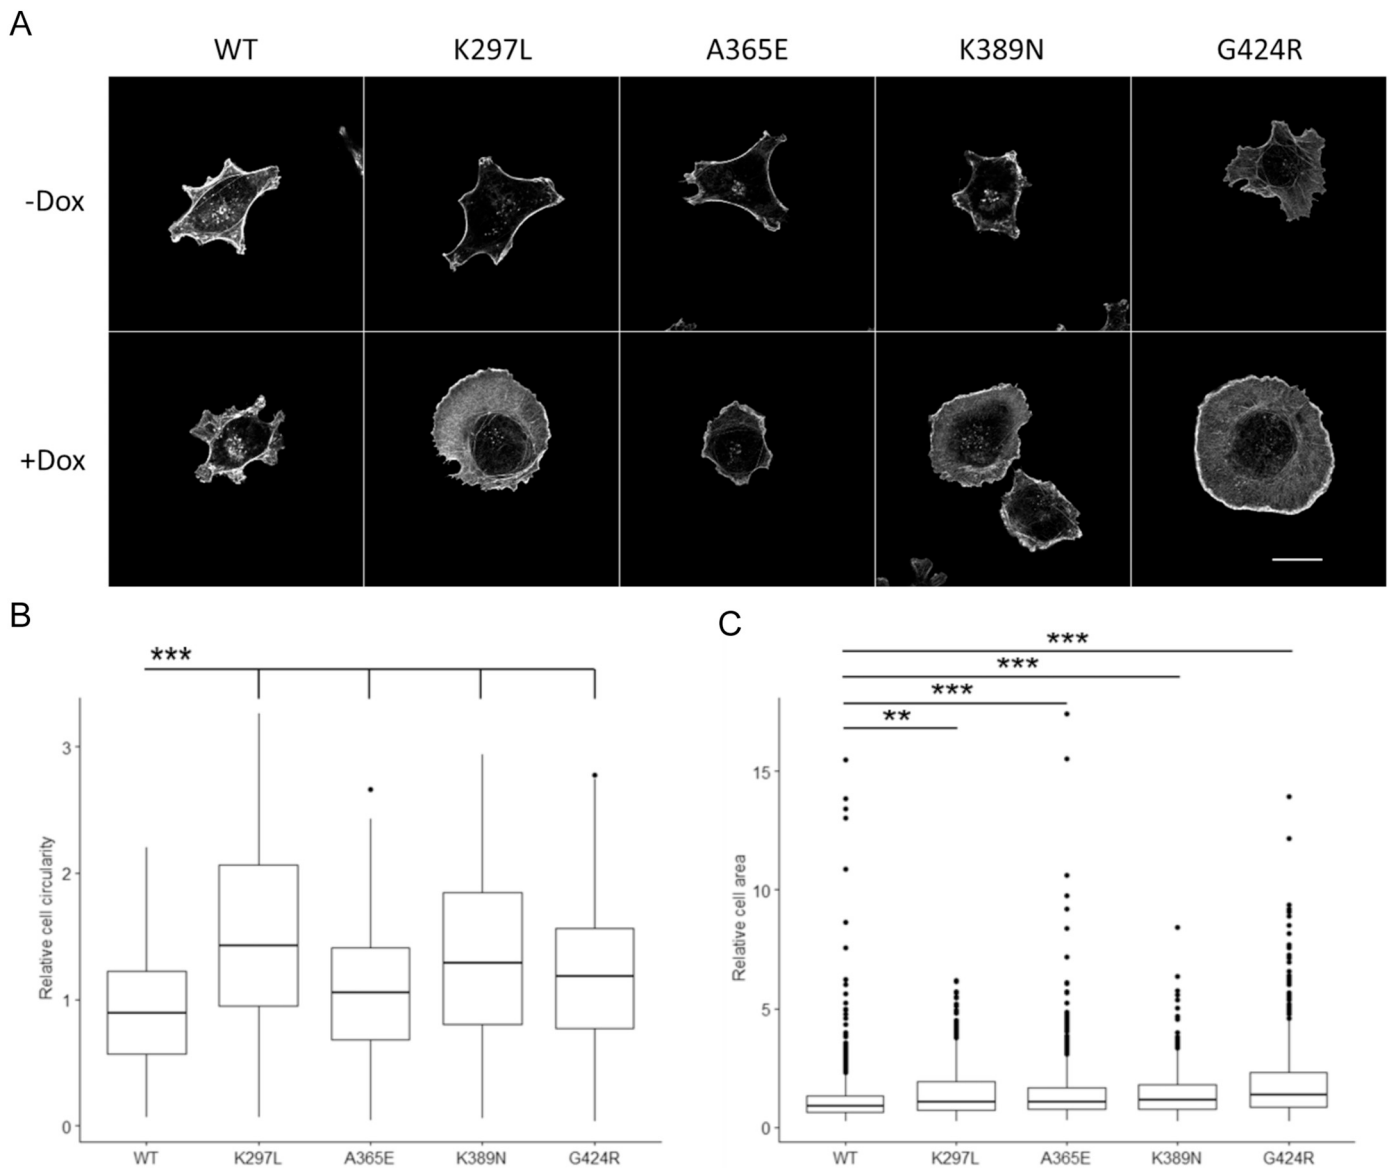 A
WT K297L A365E K389N G424R
-Dox
+Dox
B
***
3
2
1
0
Relative cell circularity
WT K297L A365E K389N G424R
C
***
***
***
**
15
10
5
0
Relative cell area
WT K297L A365E K389N G424R